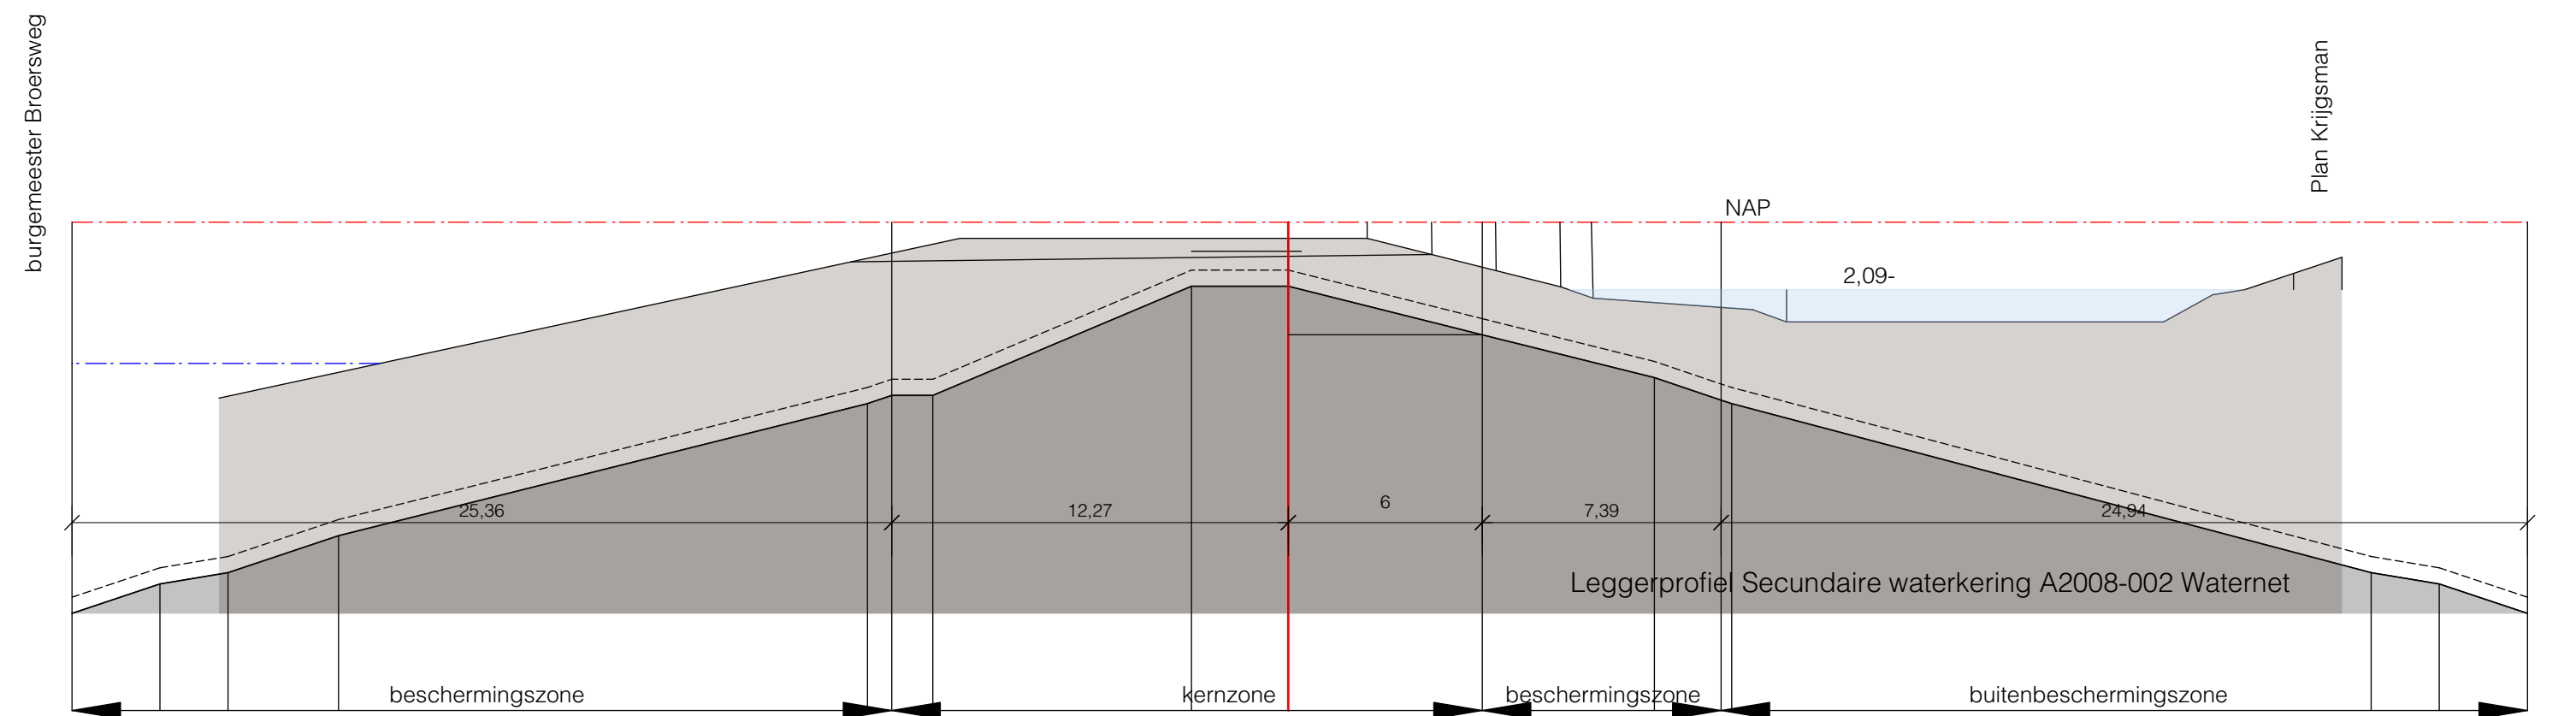 burgemeester Broersweg
Plan Krijgsman
NAP
2,09-
25,36
12,27
6
7,39
24,94
Leggerprofiel Secundaire waterkering A2008-002 Waternet
beschermingszone
kernzone
beschermingszone
buitenbeschermingszone